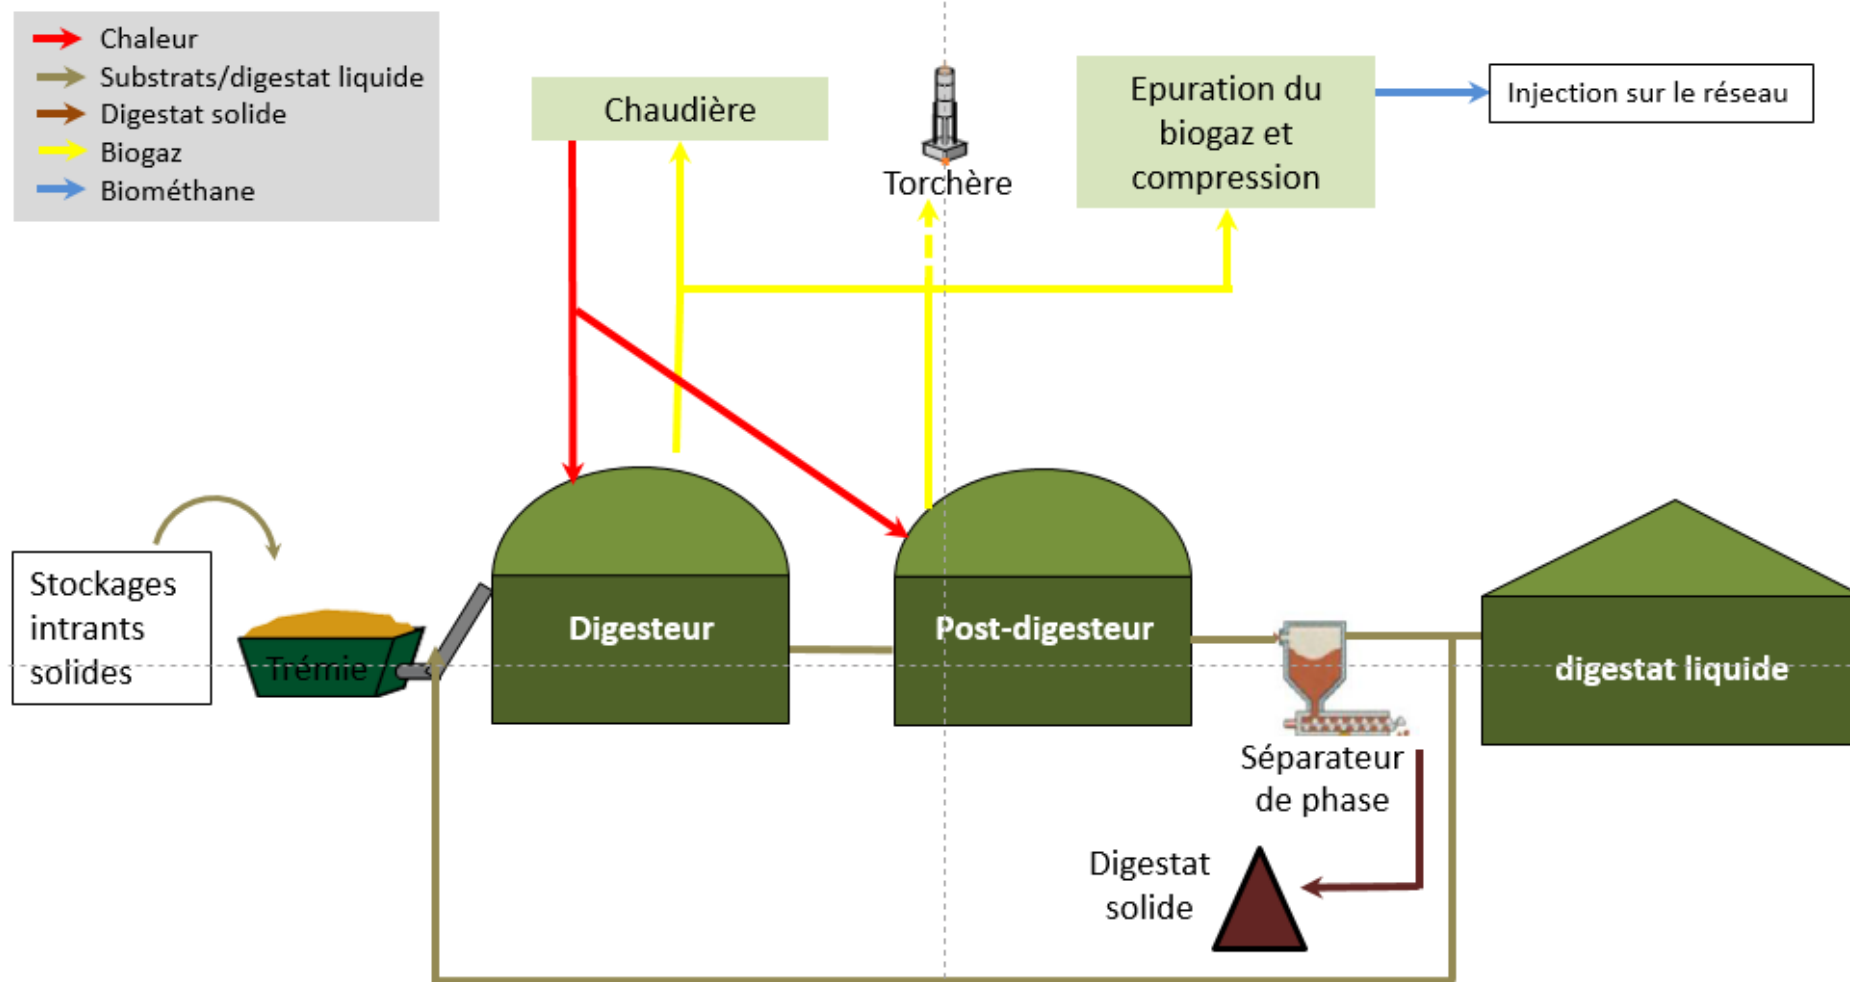 Chaleur
Substrats/digestat liquide
Digestat solide
Biogaz
Biométhane
Chaudière
Torchère
Epuration du
biogaz et
compression
Injection sur le réseau
Stockages
intrants
solides
Trémie
Digesteur
Post-digesteur
digestat liquide
Séparateur
de phase
Digestat
solide